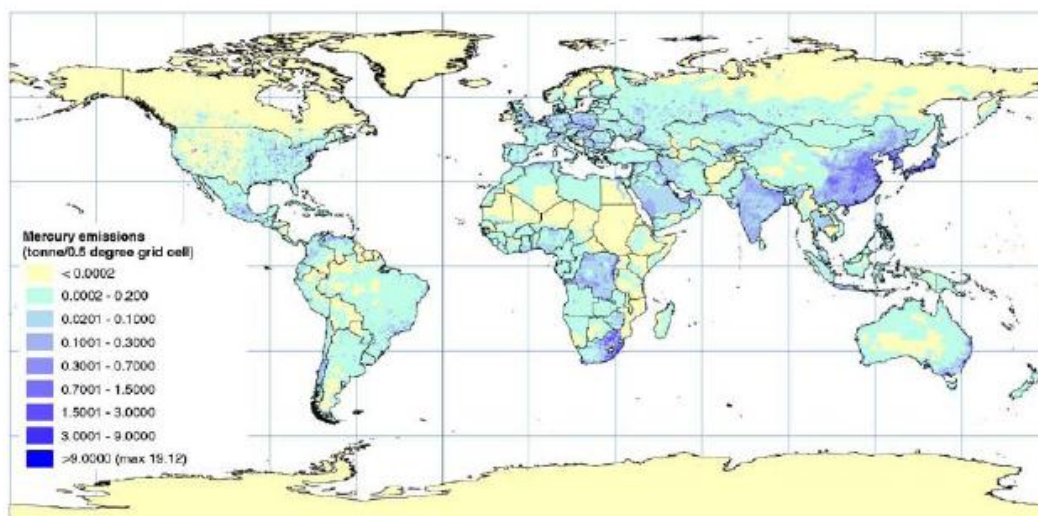 Mercury emissions
(tonne/0.5 degree grid cell)
< 0.0002
0.0002 - 0.200
0.0201 - 0.1000
0.1001 - 0.3000
0.3001 - 0.7000
0.7001 - 1.5000
1.5001 - 3.0000
3.0001 - 9.0000
>9.0000 (max 19.12)